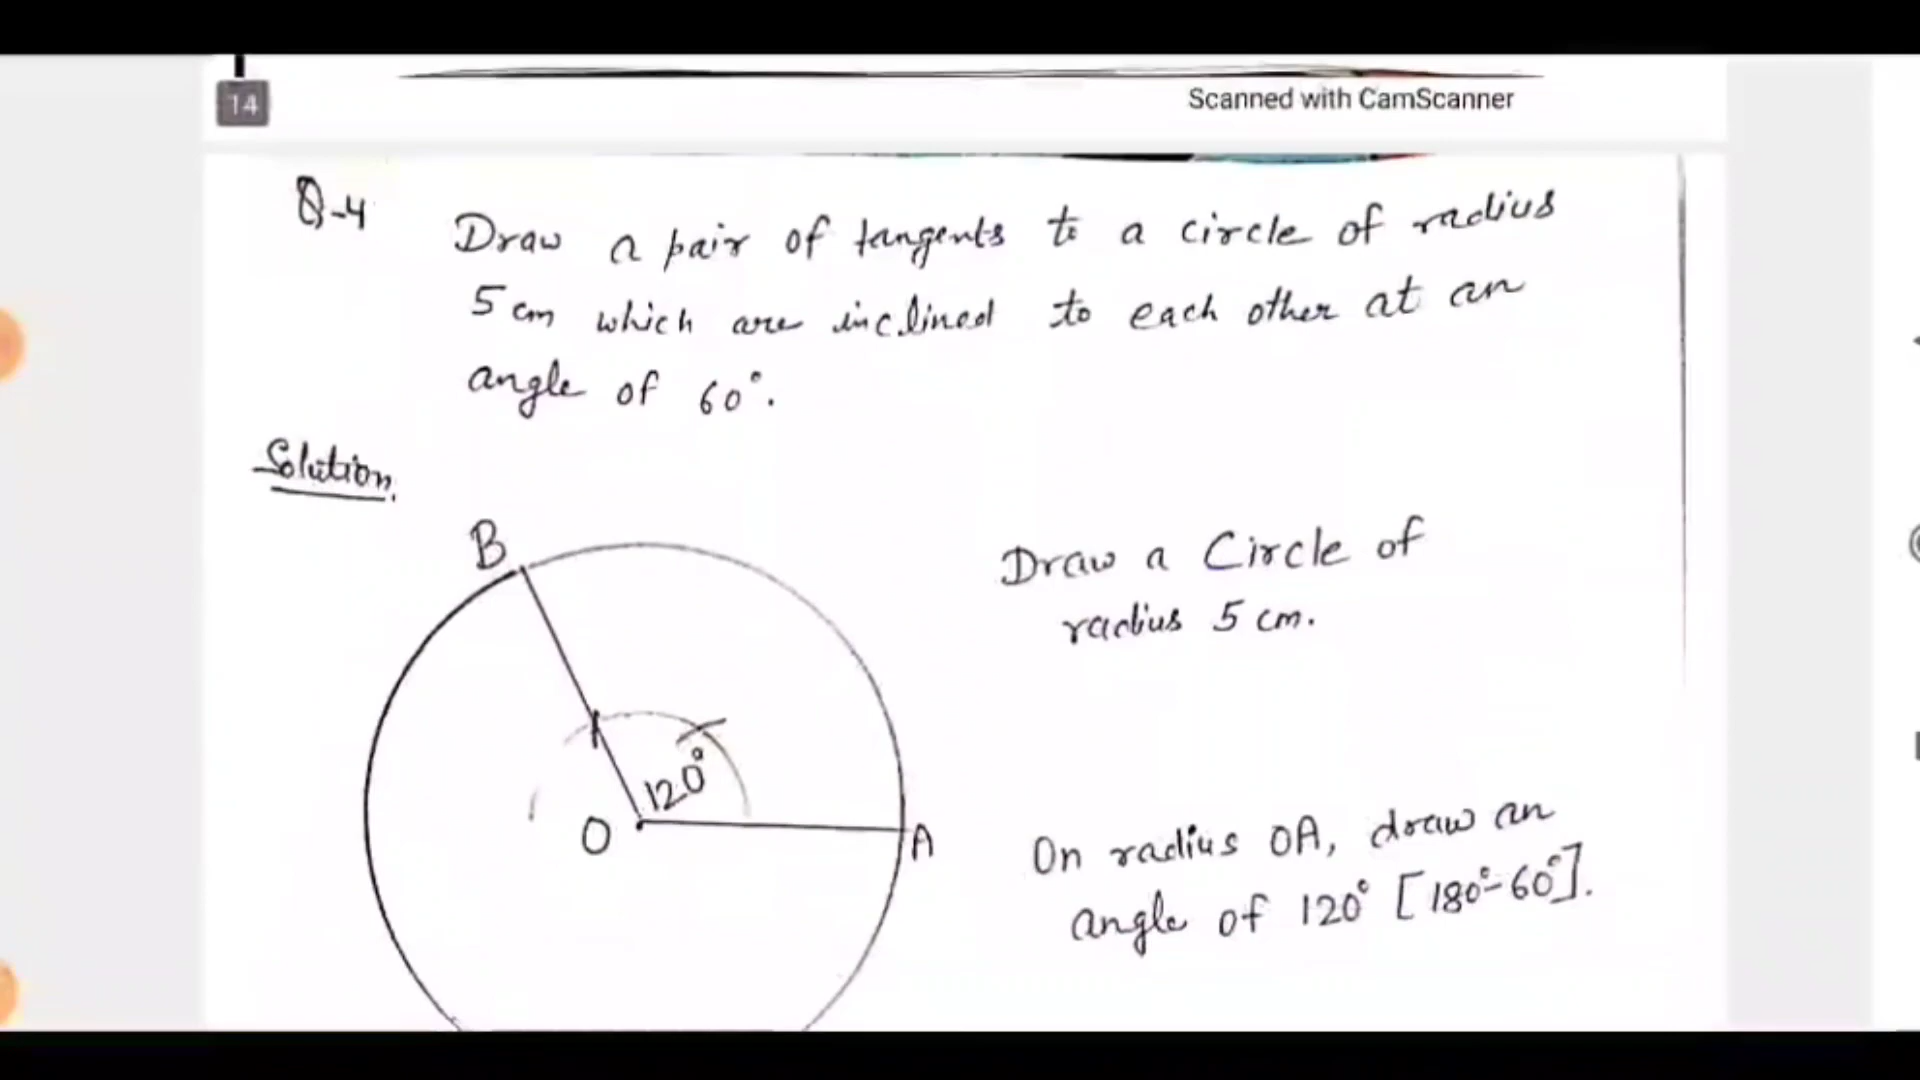 14
Scanned with CamScanner
Q-4 Draw a pair of tangents to a circle of radius
5 cm which are inclined to each other at an
angle of 60°.
Solution.
B
Draw a Circle of
radius 5 cm.
120°
O
A
On radius OA, draw an
angle of 120° [180°-60°].